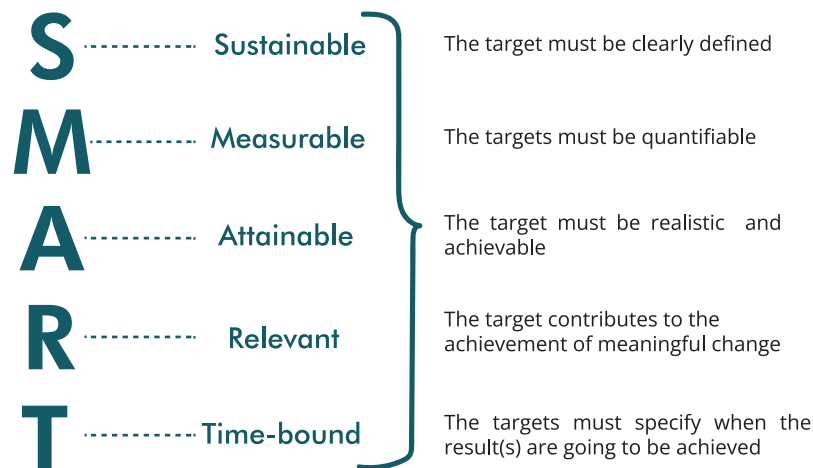 S Sustainable The target must be clearly defined
M Measurable The targets must be quantifiable
A Attainable The target must be realistic and
achievable
R Relevant The target contributes to the
achievement of meaningful change
T Time-bound The targets must specify when the
result(s) are going to be achieved